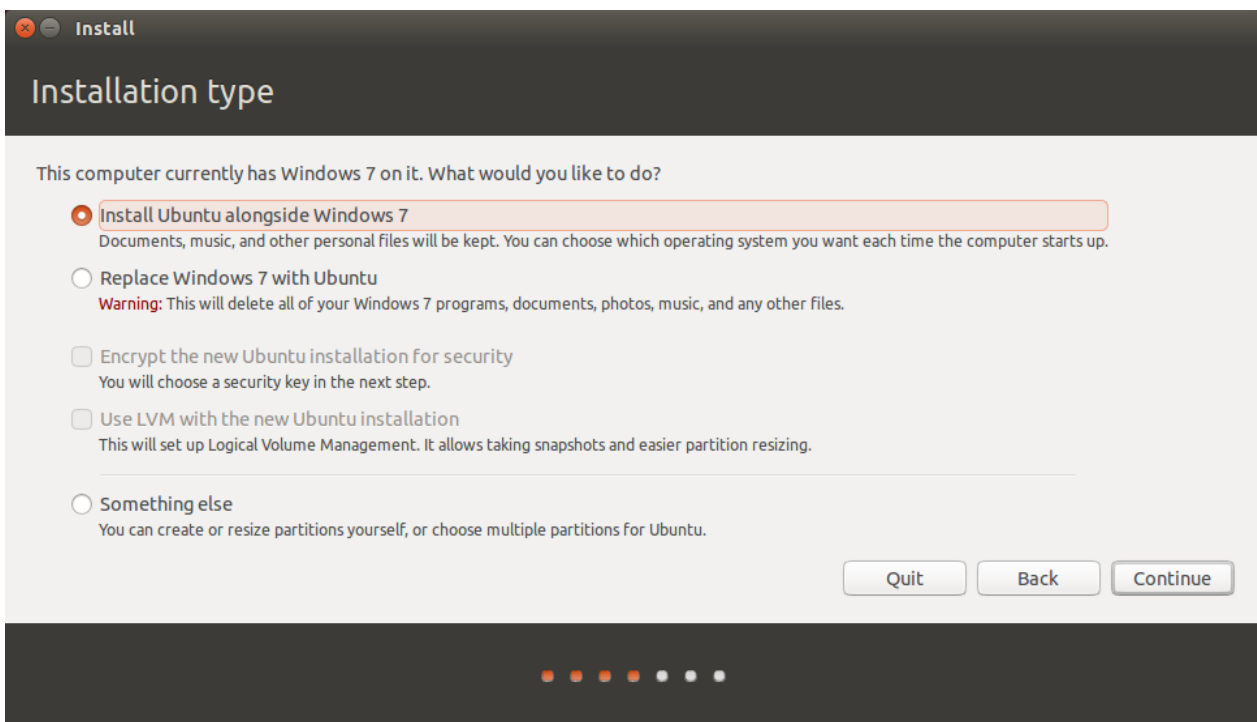 Install
Installation type
This computer currently has Windows 7 on it. What would you like to do?
Install Ubuntu alongside Windows 7
Documents, music, and other personal files will be kept. You can choose which operating system you want each time the computer starts up.
Replace Windows 7 with Ubuntu
Warning: This will delete all of your Windows 7 programs, documents, photos, music, and any other files.
Encrypt the new Ubuntu installation for security
You will choose a security key in the next step.
Use LVM with the new Ubuntu installation
This will set up Logical Volume Management. It allows taking snapshots and easier partition resizing.
Something else
You can create or resize partitions yourself, or choose multiple partitions for Ubuntu.
Quit Back Continue